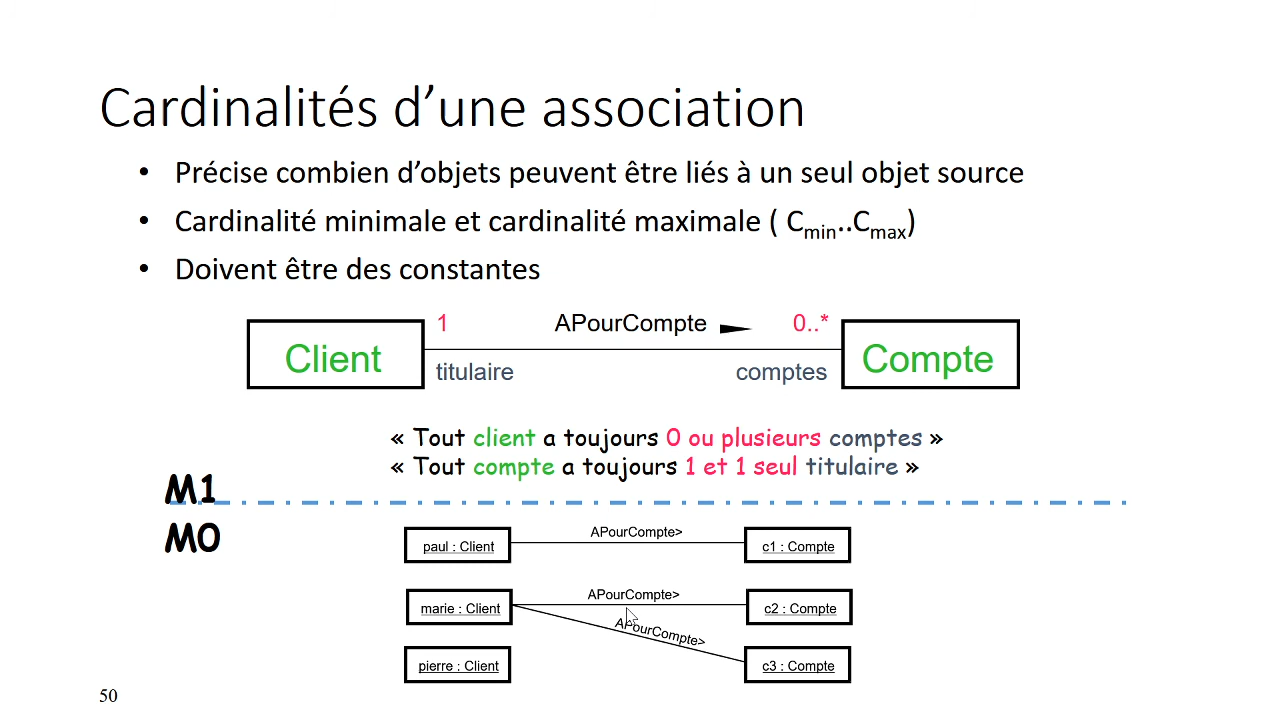 Cardinalités d’une association
• Précise combien d’objets peuvent être liés à un seul objet source
• Cardinalité minimale et cardinalité maximale ( Cmin..Cmax)
• Doivent être des constantes
1 APourCompte 0..*
Client Compte
titulaire comptes
« Tout client a toujours 0 ou plusieurs comptes »
« Tout compte a toujours 1 et 1 seul titulaire »
M1
M0
APourCompte>
paul : Client c1 : Compte
APourCompte>
marie : Client c2 : Compte
APourCompte>
pierre : Client c3 : Compte
50